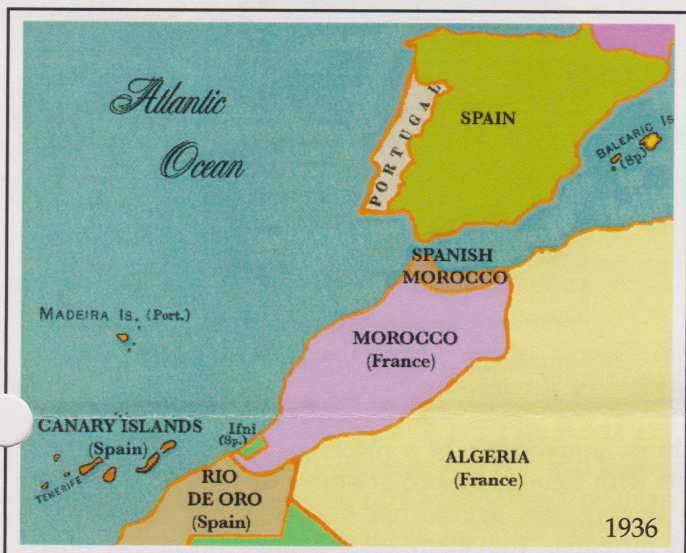 Atlantic
Ocean
SPAIN
PORTUGAL
BALEARIC Is
(Sp)
SPANISH
MOROCCO
MADEIRA Is. (Port.)
MOROCCO
(France)
CANARY ISLANDS
(Spain)
Ifni
(Sp.)
TENERIFE
RIO
DE ORO
(Spain)
ALGERIA
(France)
1936